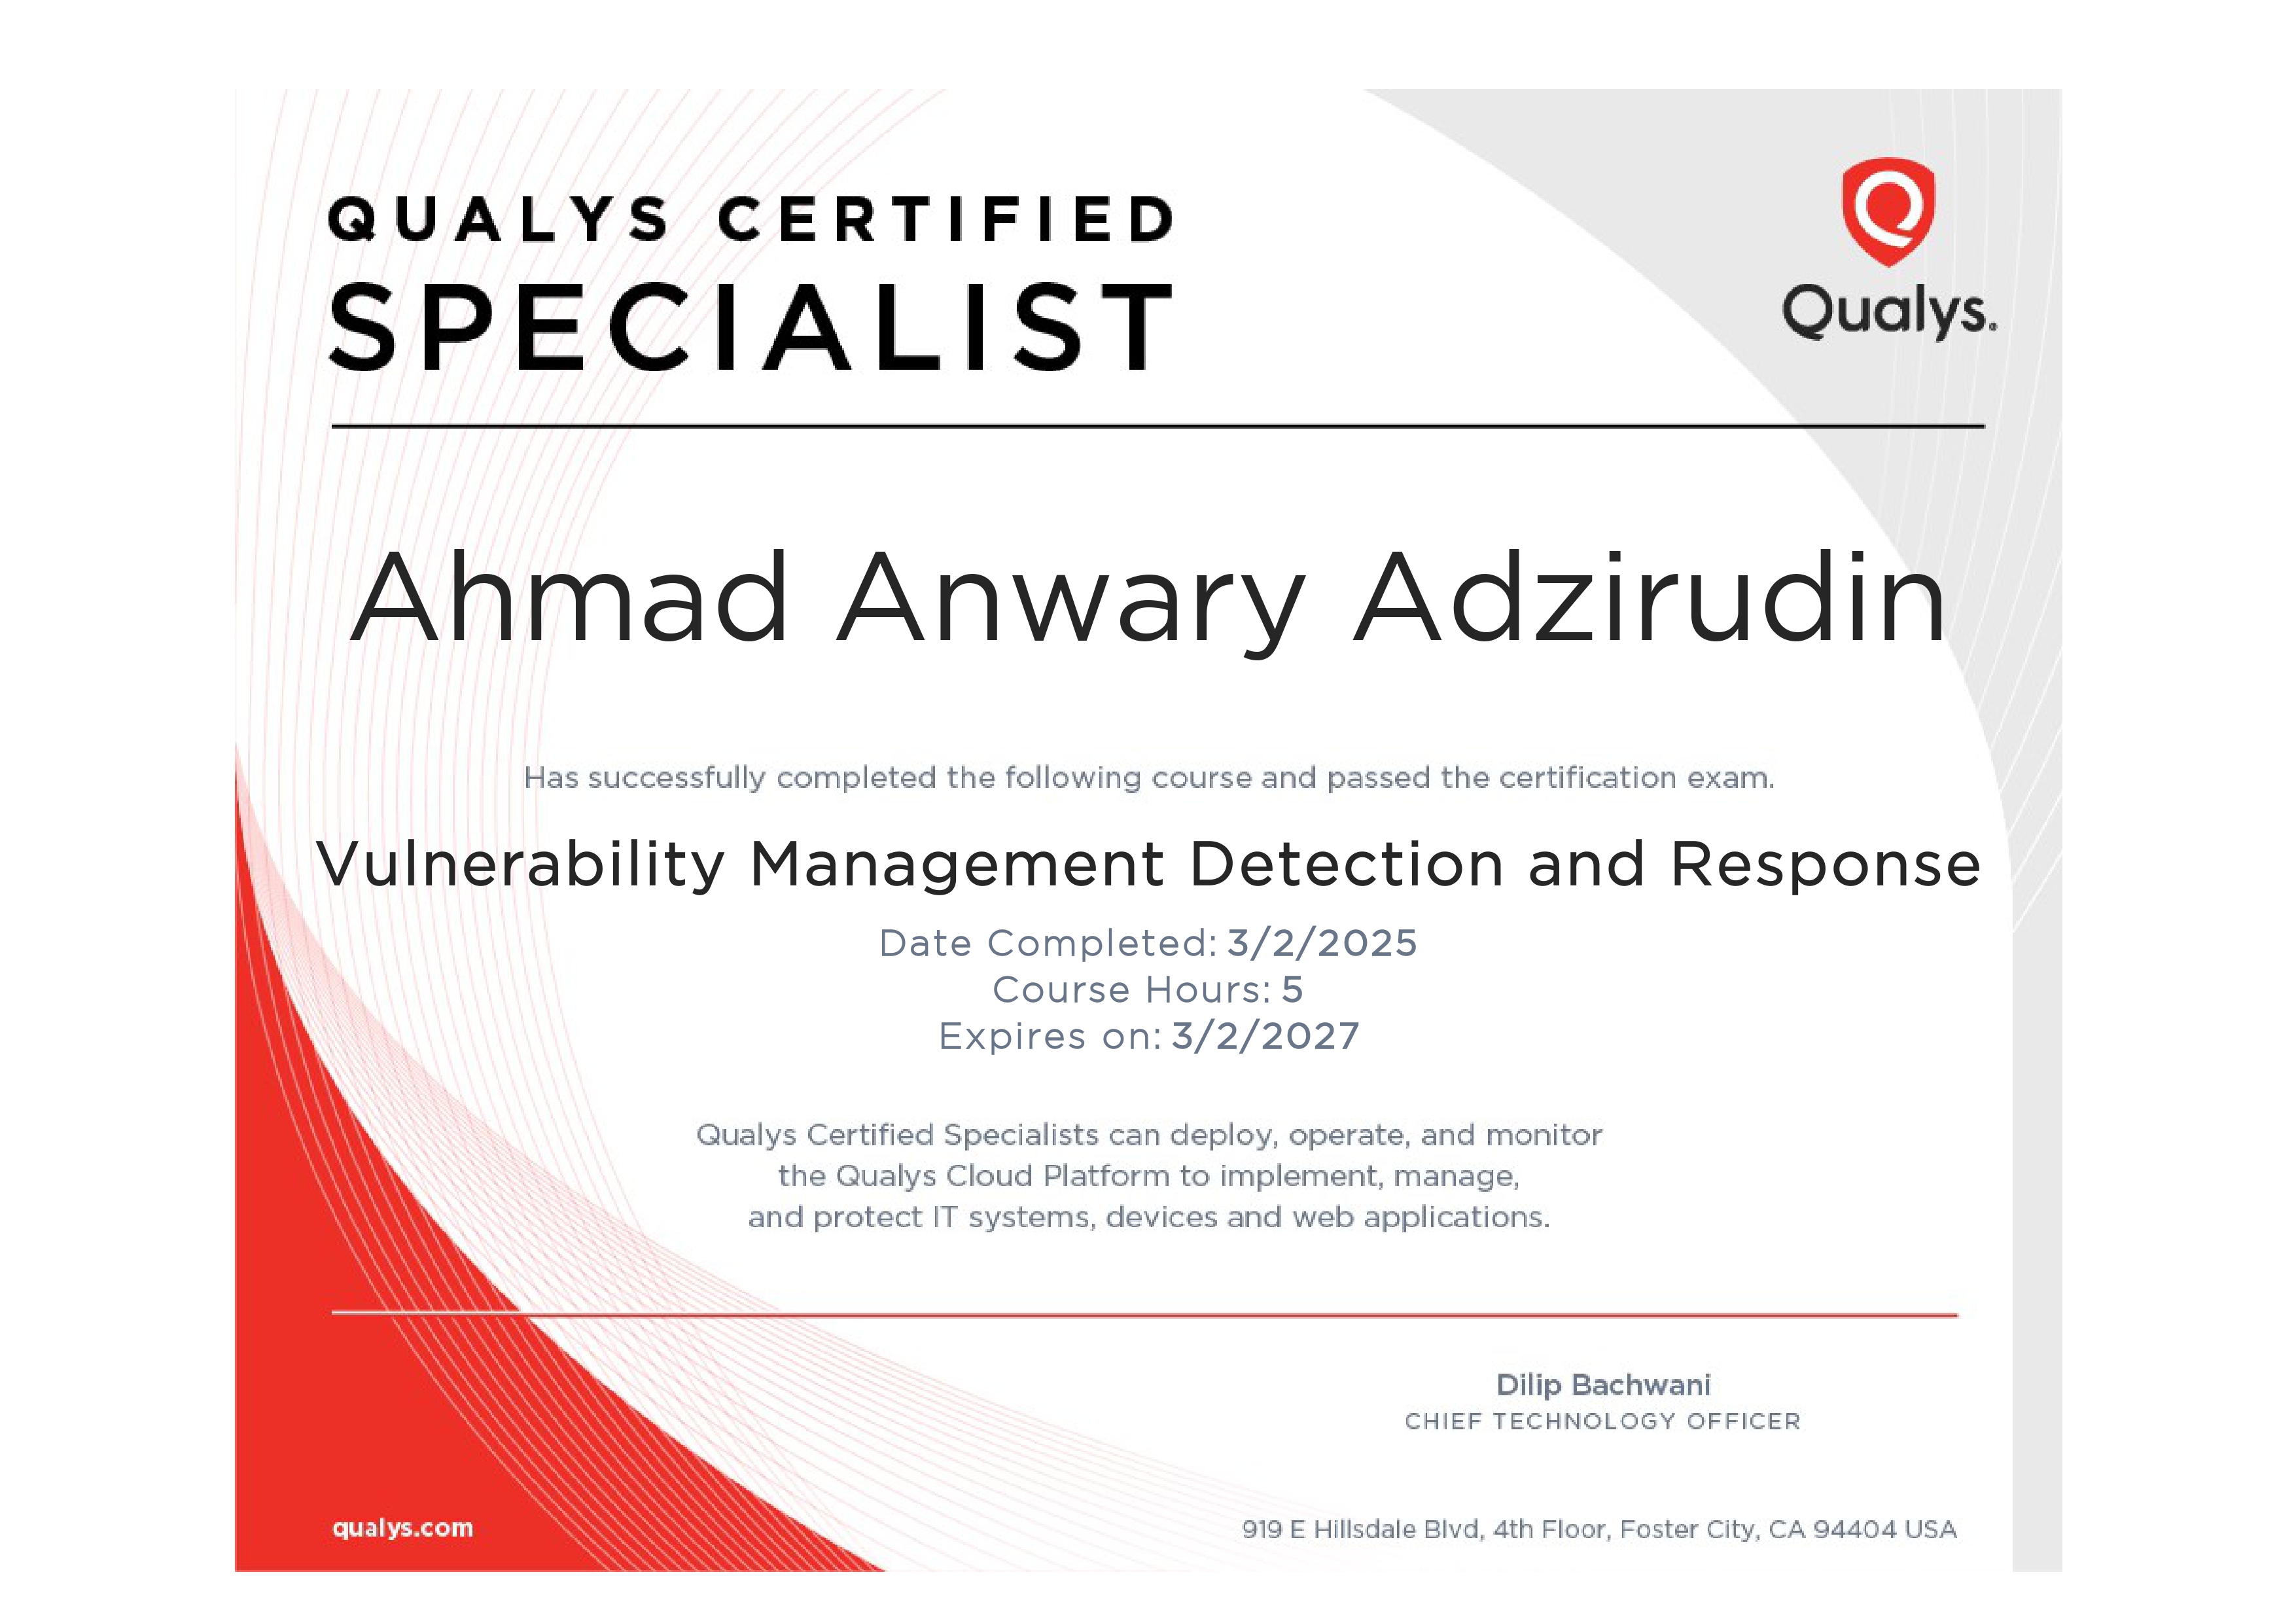 QUALYS CERTIFIED
SPECIALIST
Qualys.
Ahmad Anwary Adzirudin
Has successfully completed the following course and passed the certification exam.
Vulnerability Management Detection and Response
Date Completed: 3/2/2025
Course Hours: 5
Expires on: 3/2/2027
Qualys Certified Specialists can deploy, operate, and monitor
the Qualys Cloud Platform to implement, manage,
and protect IT systems, devices and web applications.
Dilip Bachwani
CHIEF TECHNOLOGY OFFICER
qualys.com
919 E Hillsdale Blvd, 4th Floor, Foster City, CA 94404 USA